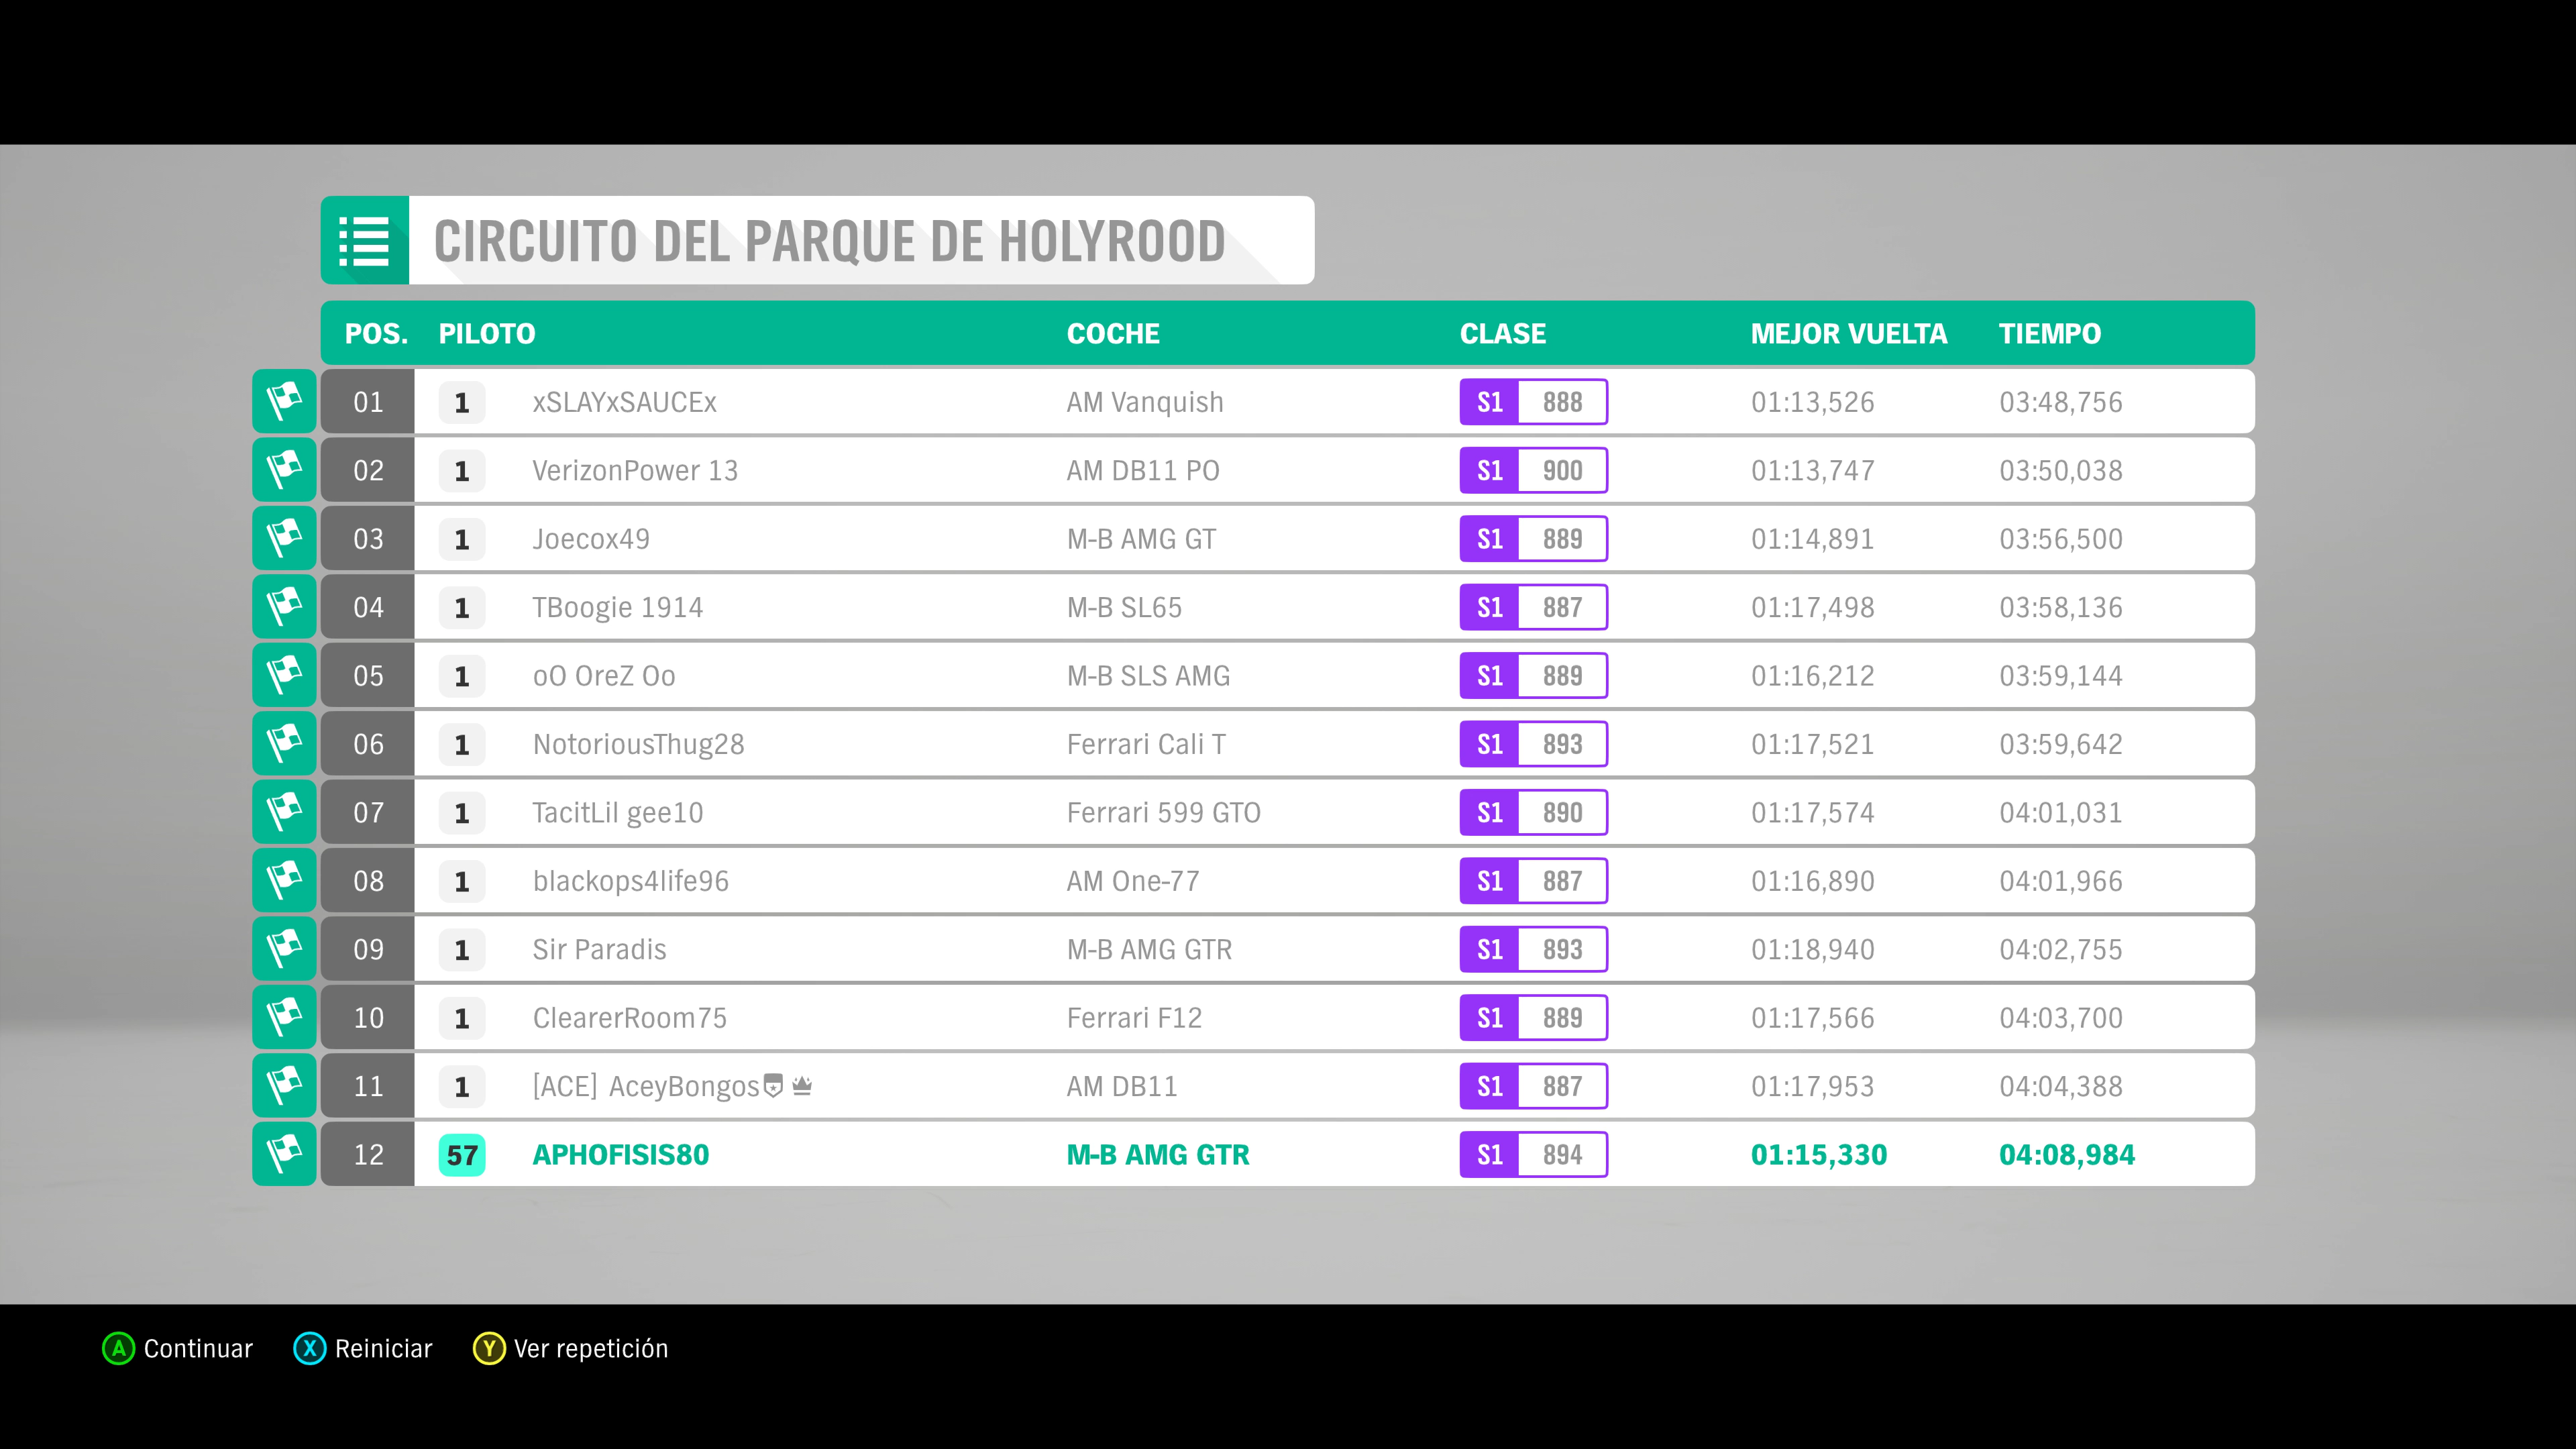 CIRCUITO DEL PARQUE DE HOLYROOD
POS. PILOTO COCHE CLASE MEJOR VUELTA TIEMPO
01 1 xSLAYxSAUCEx AM Vanquish S1 888 01:13,526 03:48,756
02 1 VerizonPower 13 AM DB11 PO S1 900 01:13,747 03:50,038
03 1 Joecox49 M-B AMG GT S1 889 01:14,891 03:56,500
04 1 TBoogie 1914 M-B SL65 S1 887 01:17,498 03:58,136
05 1 oO OreZ Oo M-B SLS AMG S1 889 01:16,212 03:59,144
06 1 NotoriousThug28 Ferrari Cali T S1 893 01:17,521 03:59,642
07 1 TacitLil gee10 Ferrari 599 GTO S1 890 01:17,574 04:01,031
08 1 blackops4life96 AM One-77 S1 887 01:16,890 04:01,966
09 1 Sir Paradis M-B AMG GTR S1 893 01:18,940 04:02,755
10 1 ClearerRoom75 Ferrari F12 S1 889 01:17,566 04:03,700
11 1 [ACE] AceyBongos AM DB11 S1 887 01:17,953 04:04,388
12 57 APHOFISIS80 M-B AMG GTR S1 894 01:15,330 04:08,984
A Continuar X Reiniciar Y Ver repetición